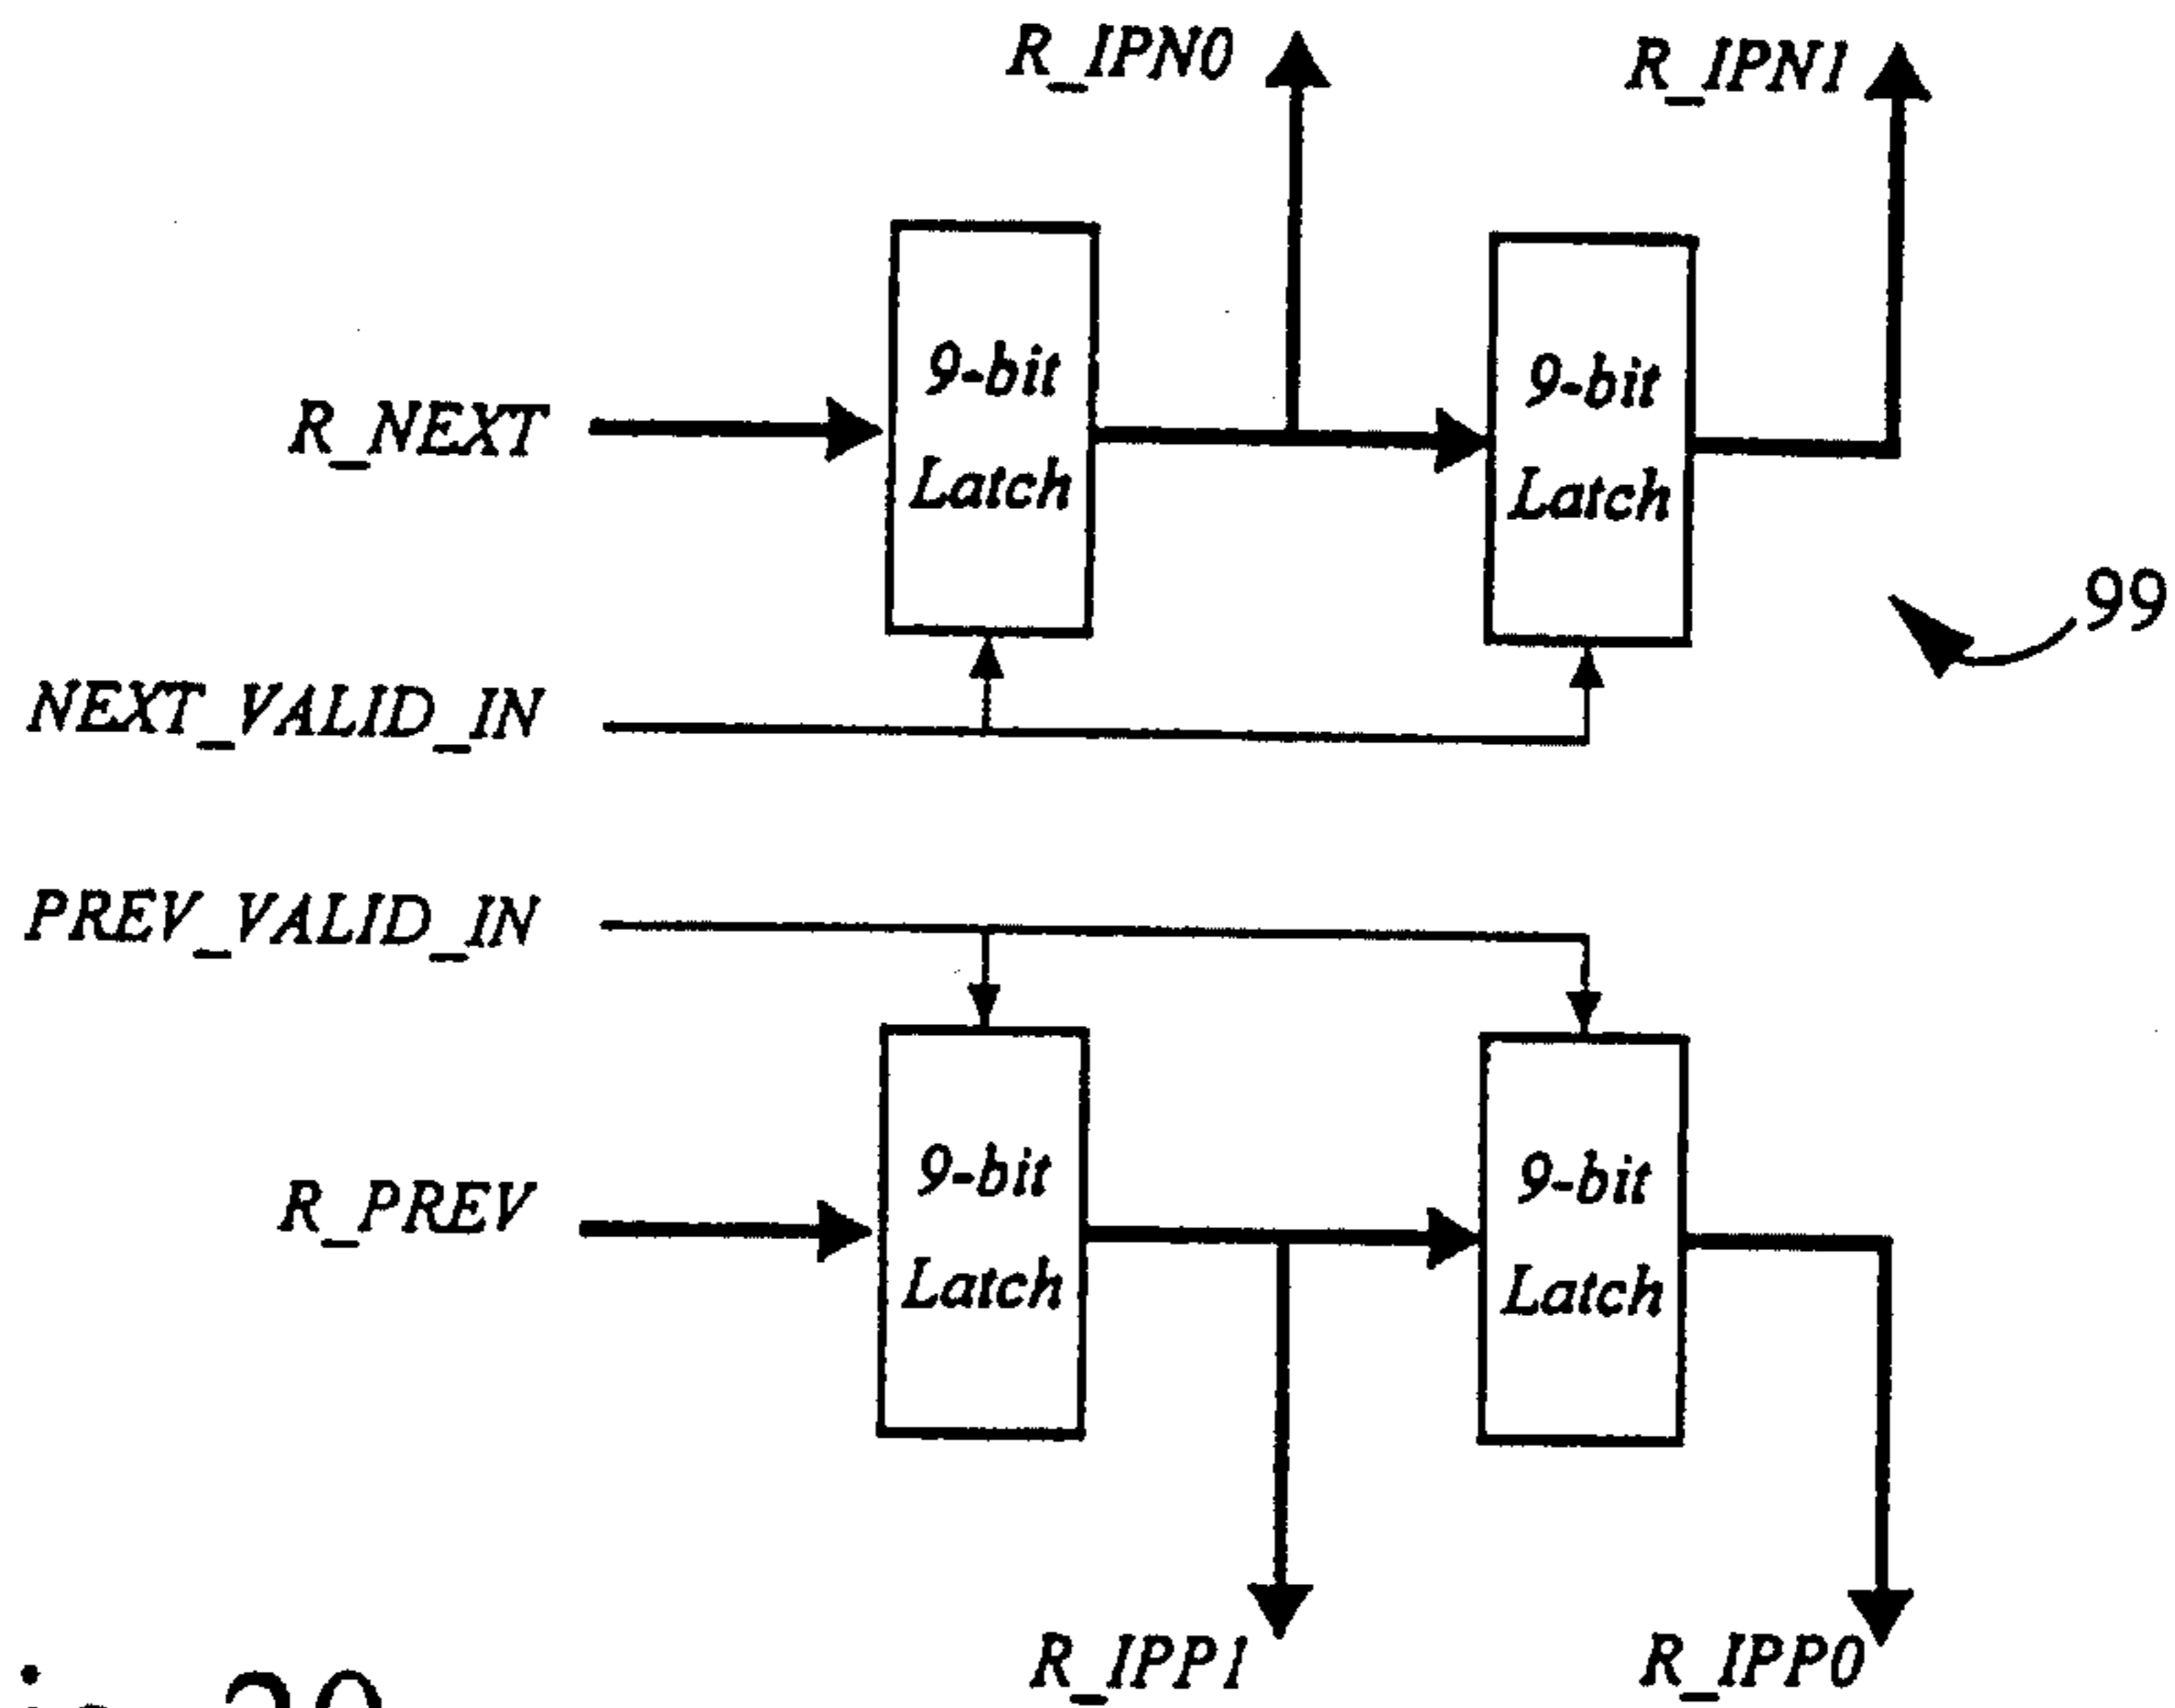 R_IPN0
R_IPN1
9-bit
Latch
9-bit
Latch
R_NEXT
99
NEXT_VALID_IN
PREV_VALID_IN
9-bit
Latch
9-bit
Latch
R_PREV
R_IPP1
R_IPP0